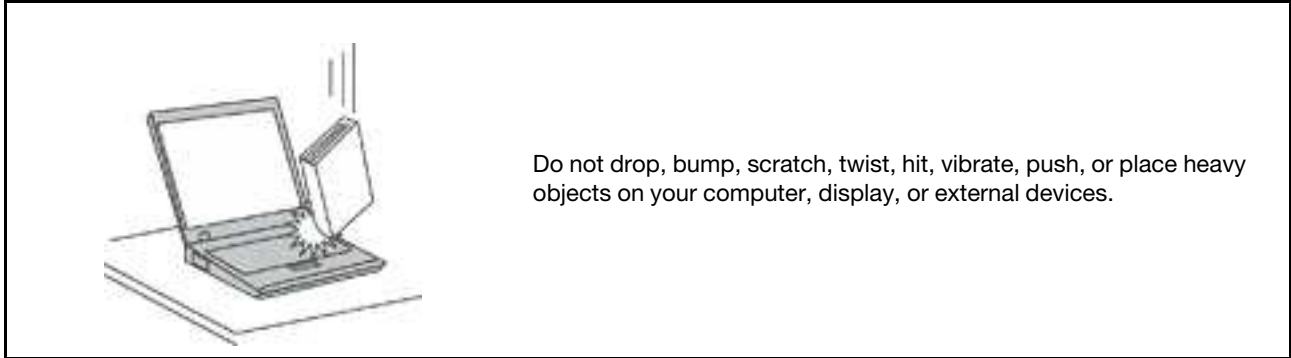 Do not drop, bump, scratch, twist, hit, vibrate, push, or place heavy
objects on your computer, display, or external devices.